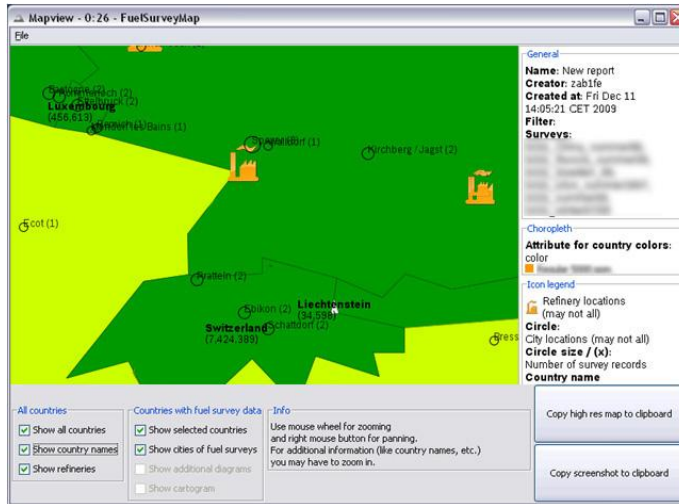 Mapview - 0:26 - FuelSurveyMap
File
Luxembourg
(456,613)
Kirchberg / Jagst (2)
Ecot (1)
Pratteln (2)
Ebikon (2)
Liechtenstein
(34,538)
Switzerland
(7,424,389)
Schattdorf (2)
General
Name: New report
Creator: zab1fe
Created at: Fri Dec 11
14:05:21 CET 2009
Filter:
Surveys:
Choropleth
Attribute for country colors:
color
Icon legend
Refinery locations
(may not all)
Circle:
City locations (may not all)
Circle size / (x):
Number of survey records
Country name
All countries
Show all countries
Show country names
Show refineries
Countries with fuel survey data
Show selected countries
Show cities of fuel surveys
Show additional diagrams
Show cartogram
Info
Use mouse wheel for zooming
and right mouse button for panning.
For additional information (like country names, etc.)
you may have to zoom in.
Copy high res map to clipboard
Copy screenshot to clipboard